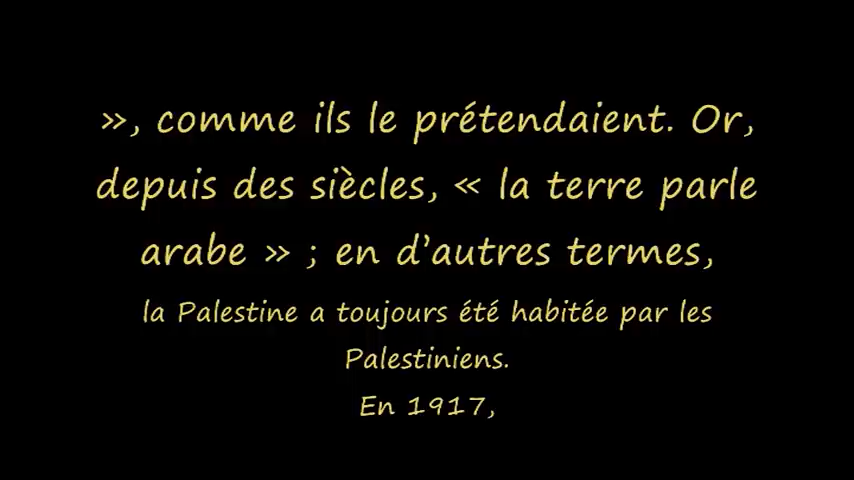 », comme ils le prétendaient. Or,
depuis des siècles, « la terre parle
arabe » ; en d’autres termes,
la Palestine a toujours été habitée par les
Palestiniens.
En 1917,